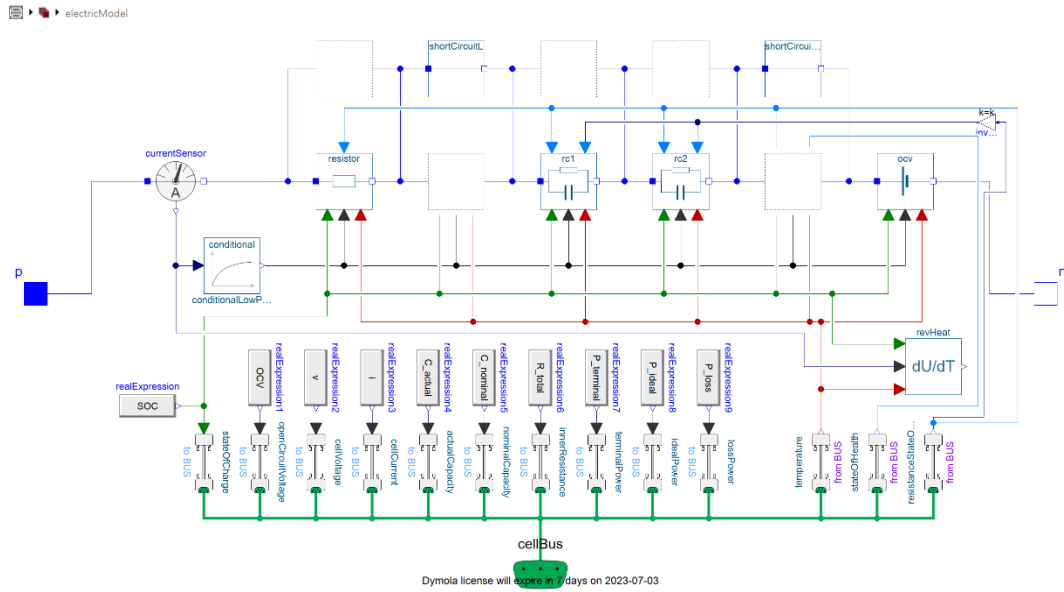 electricModel
shortCircuitL
shortCircui...
k=k
inv...
currentSensor
resistor
rc1
rc2
ocv
A
conditional
p
n
conditionalLowP...
revHeat
dU/dT
realExpression
SOC
realExpression1
OCV
realExpression2
v
realExpression3
i
realExpression4
C_actual
realExpression5
C_nominal
realExpression6
R_total
realExpression7
P_terminal
realExpression8
P_ideal
realExpression9
P_loss
stateOfCharge
to BUS
openCircuitVoltage
to BUS
cellVoltage
to BUS
cellCurrent
to BUS
actualCapacity
to BUS
nominalCapacity
to BUS
innerResistance
to BUS
terminalPower
to BUS
idealPower
to BUS
lossPower
temperature
from BUS
stateOfHealth
from BUS
resistanceStateO...
from BUS
cellBus
Dymola license will expire in 7 days on 2023-07-03